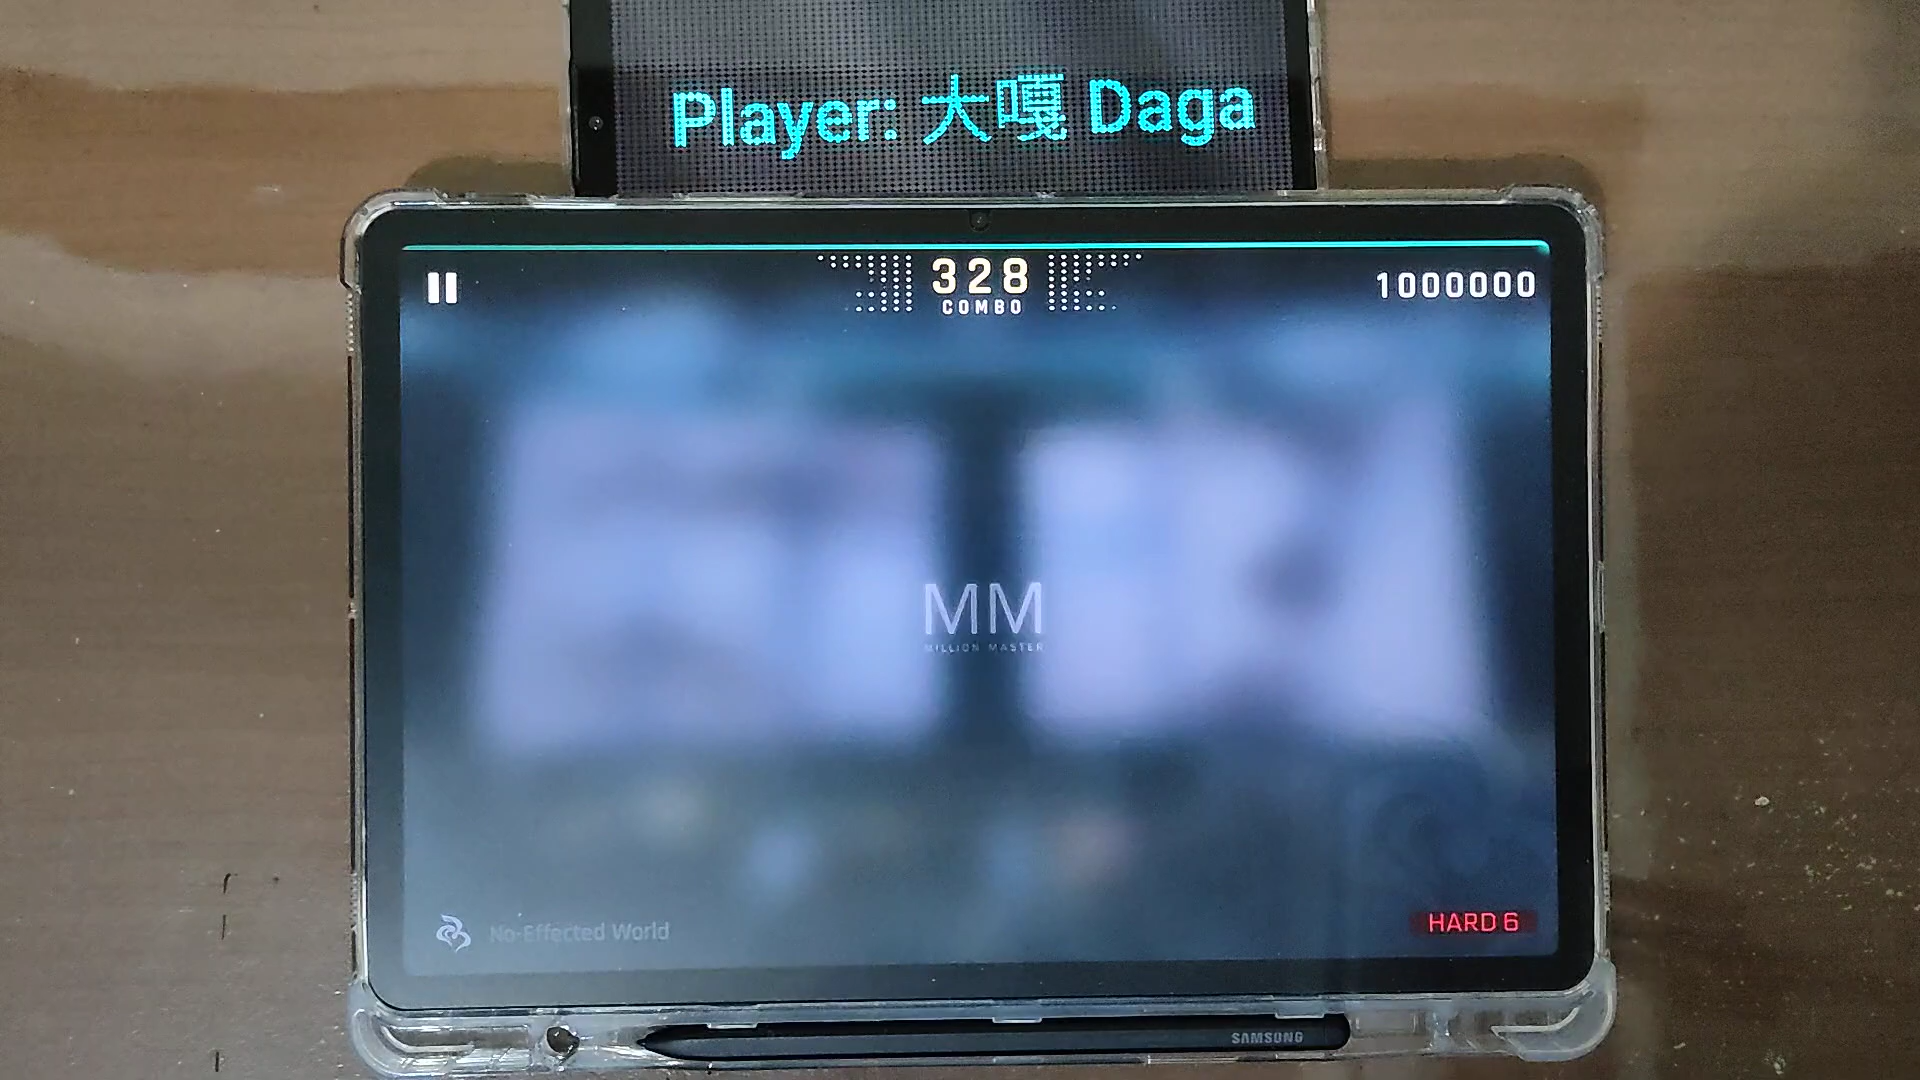 Player: 大嘎 Daga
328
COMBO
1000000
MM
MILLION MASTER
No-Effected World
HARD 6
SAMSUNG